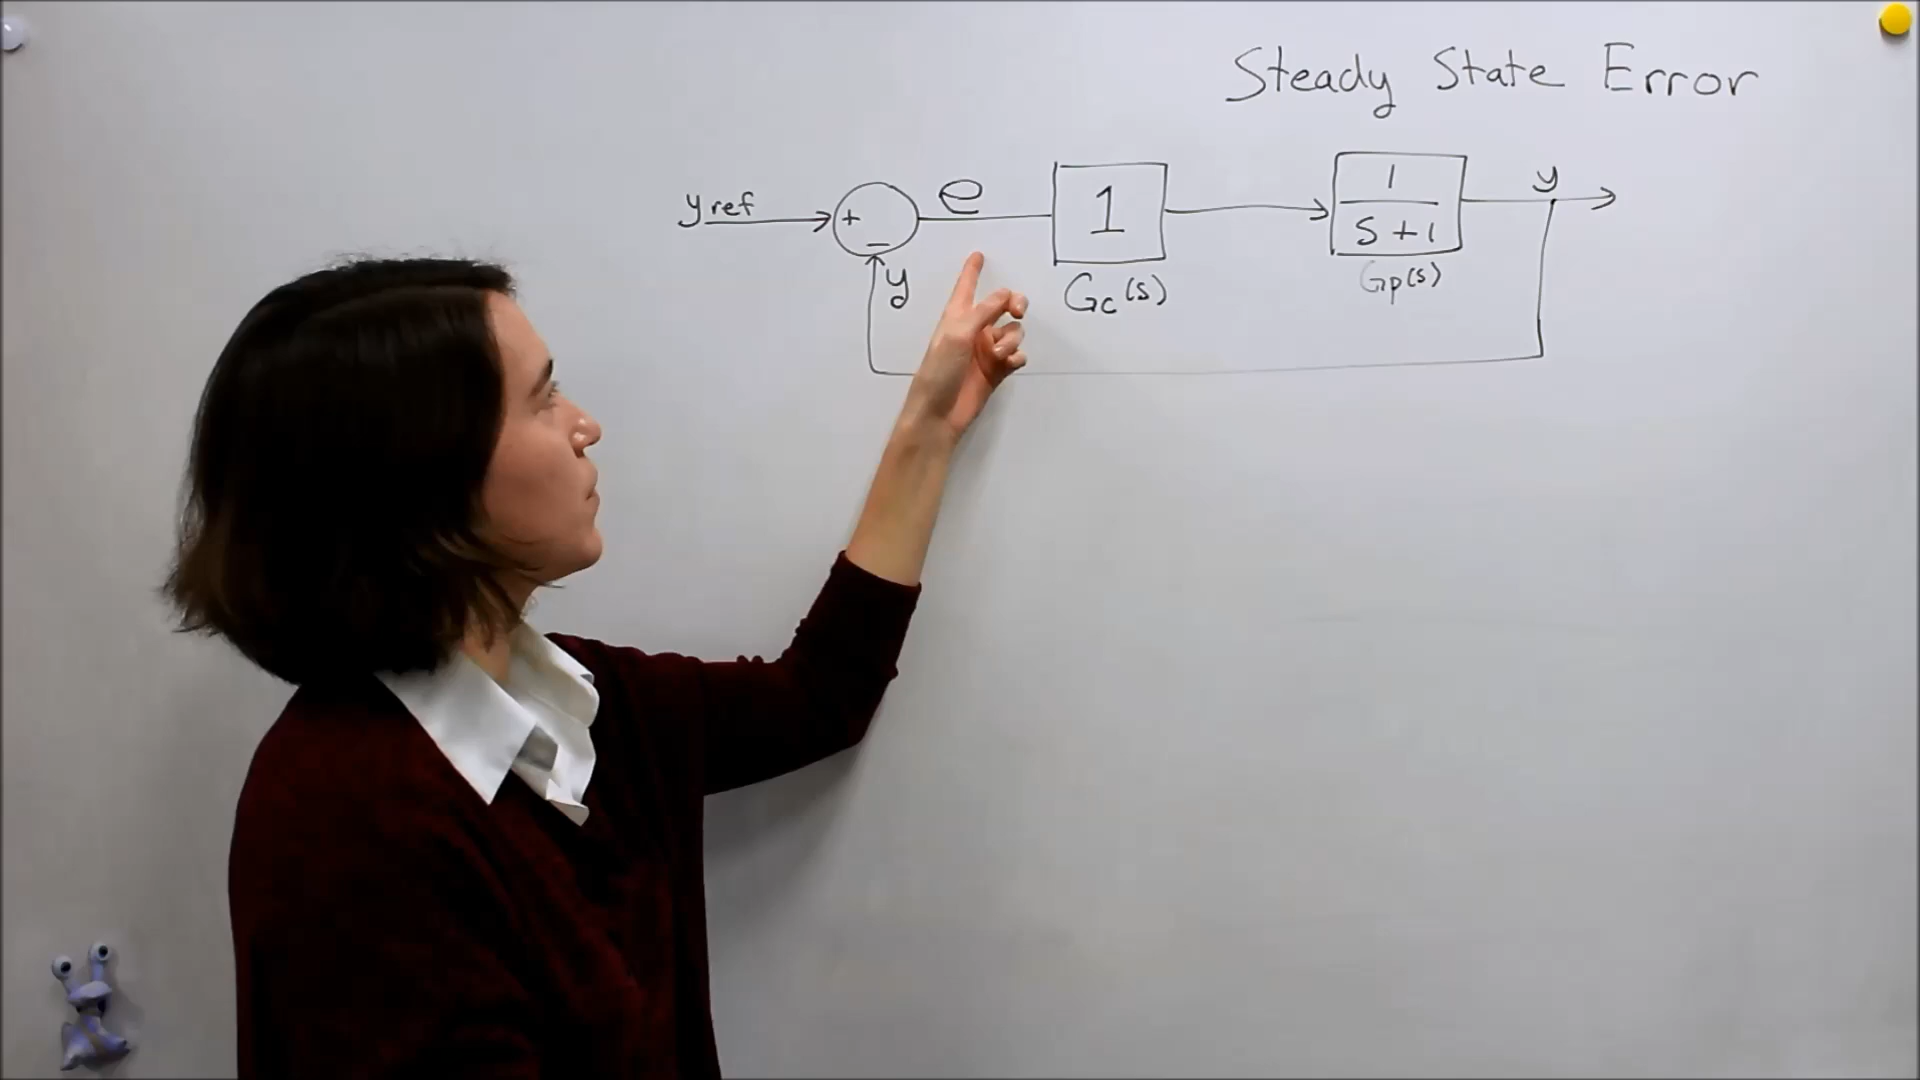 Steady State Error
yref
+
−
e
1
1
s+1
y
y
Gc(s)
Gp(s)